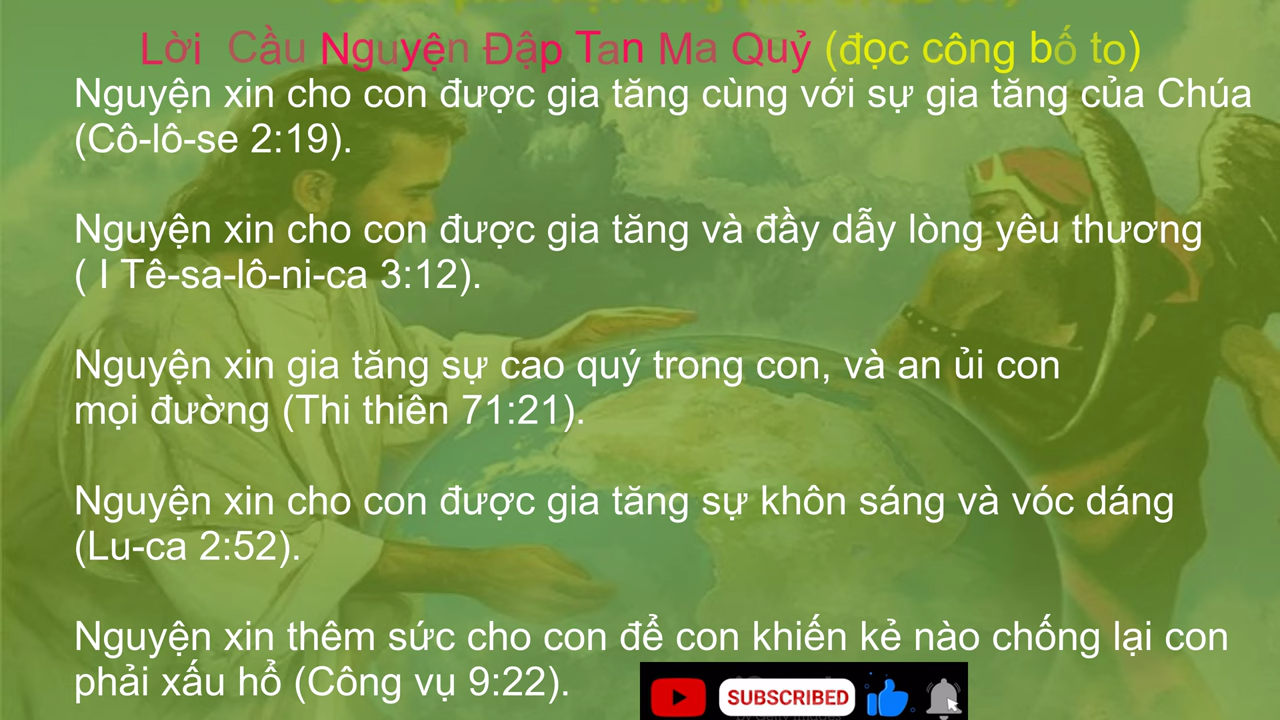 Lời Cầu Nguyện Đập Tan Ma Quỷ (đọc công bố to)
Nguyện xin cho con được gia tăng cùng với sự gia tăng của Chúa
(Cô-lô-se 2:19).
Nguyện xin cho con được gia tăng và đầy dẫy lòng yêu thương
( I Tê-sa-lô-ni-ca 3:12).
Nguyện xin gia tăng sự cao quý trong con, và an ủi con
mọi đường (Thi thiên 71:21).
Nguyện xin cho con được gia tăng sự khôn sáng và vóc dáng
(Lu-ca 2:52).
Nguyện xin thêm sức cho con để con khiến kẻ nào chống lại con
phải xấu hổ (Công vụ 9:22).
SUBSCRIBED